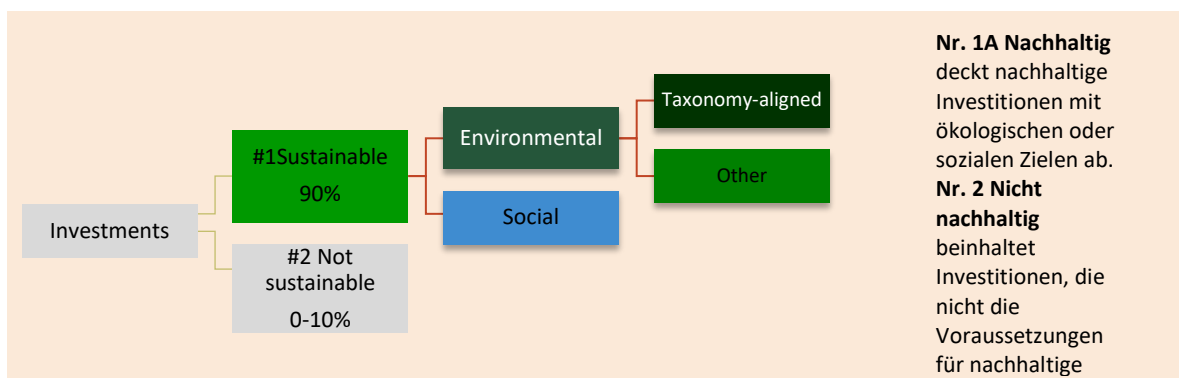 Investments
#1Sustainable
90%
#2 Not
sustainable
0-10%
Environmental
Social
Taxonomy-aligned
Other
Nr. 1A Nachhaltig
deckt nachhaltige
Investitionen mit
ökologischen oder
sozialen Zielen ab.
Nr. 2 Nicht
nachhaltig
beinhaltet
Investitionen, die
nicht die
Voraussetzungen
für nachhaltige